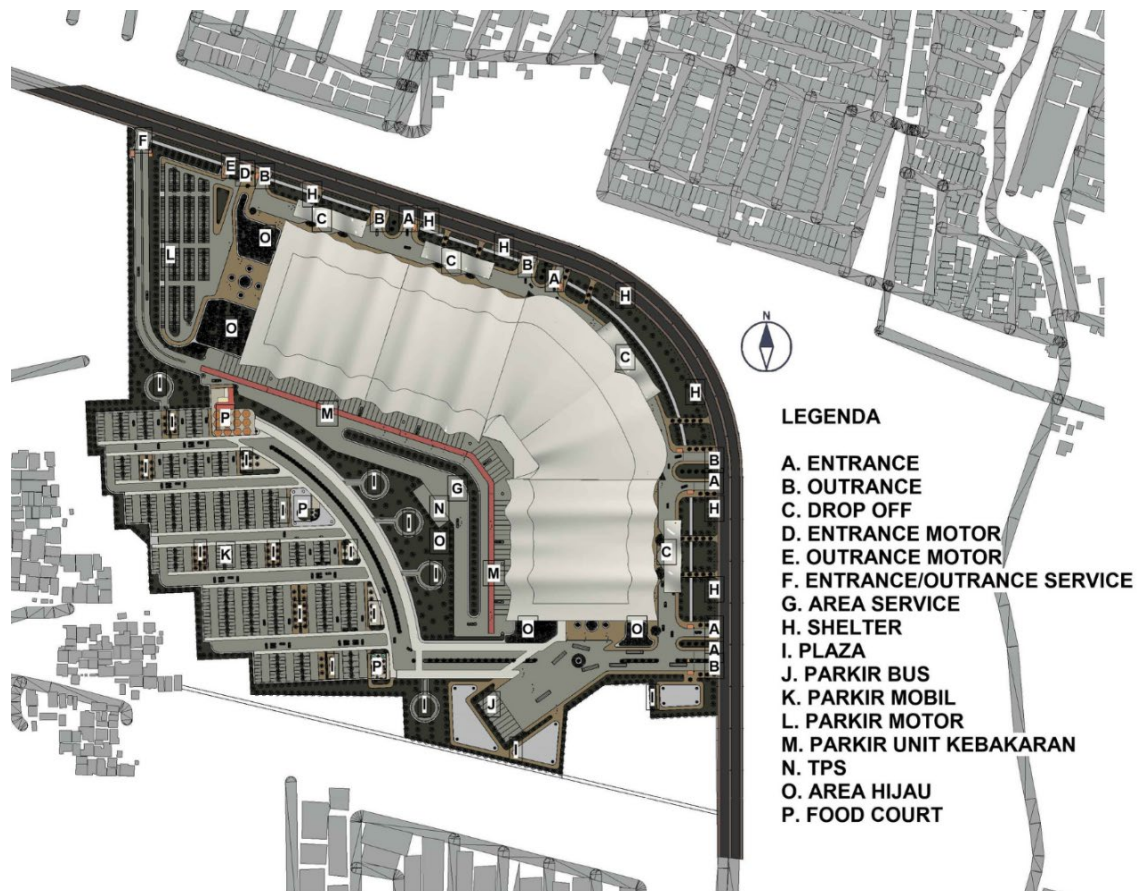 F
E
D
B
H
C
B
A
H
H
C
B
A
H
L
O
C
O
H
I
P
M
I
I
I
I
G
B
N
A
P
I
H
I
O
K
I
I
I
C
M
I
I
I
H
O
O
A
A
I
P
B
I
J
I
I
N
LEGENDA
A. ENTRANCE
B. OUTRANCE
C. DROP OFF
D. ENTRANCE MOTOR
E. OUTRANCE MOTOR
F. ENTRANCE/OUTRANCE SERVICE
G. AREA SERVICE
H. SHELTER
I. PLAZA
J. PARKIR BUS
K. PARKIR MOBIL
L. PARKIR MOTOR
M. PARKIR UNIT KEBAKARAN
N. TPS
O. AREA HIJAU
P. FOOD COURT